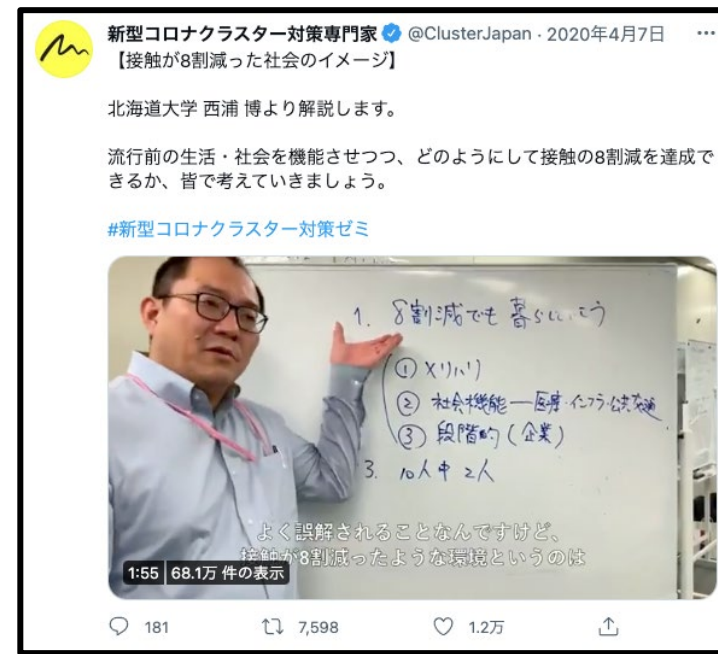 新型コロナクラスター対策専門家 @ClusterJapan · 2020年4月7日 ···
【接触が8割減った社会のイメージ】
北海道大学 西浦 博より解説します。
流行前の生活・社会を機能させつつ、どのようにして接触の8割減を達成で
きるか、皆で考えていきましょう。
#新型コロナクラスター対策ゼミ
1. 8割減でも
① メリハリ
② 社会機能ー医療・インフラ・公共交通
③ 段階的(企業)
3. 10人中2人
よく誤解されることなんですけど、
接触が8割減ったような環境というのは
1:55 68.1万 件の表示
181 7,598 1.2万